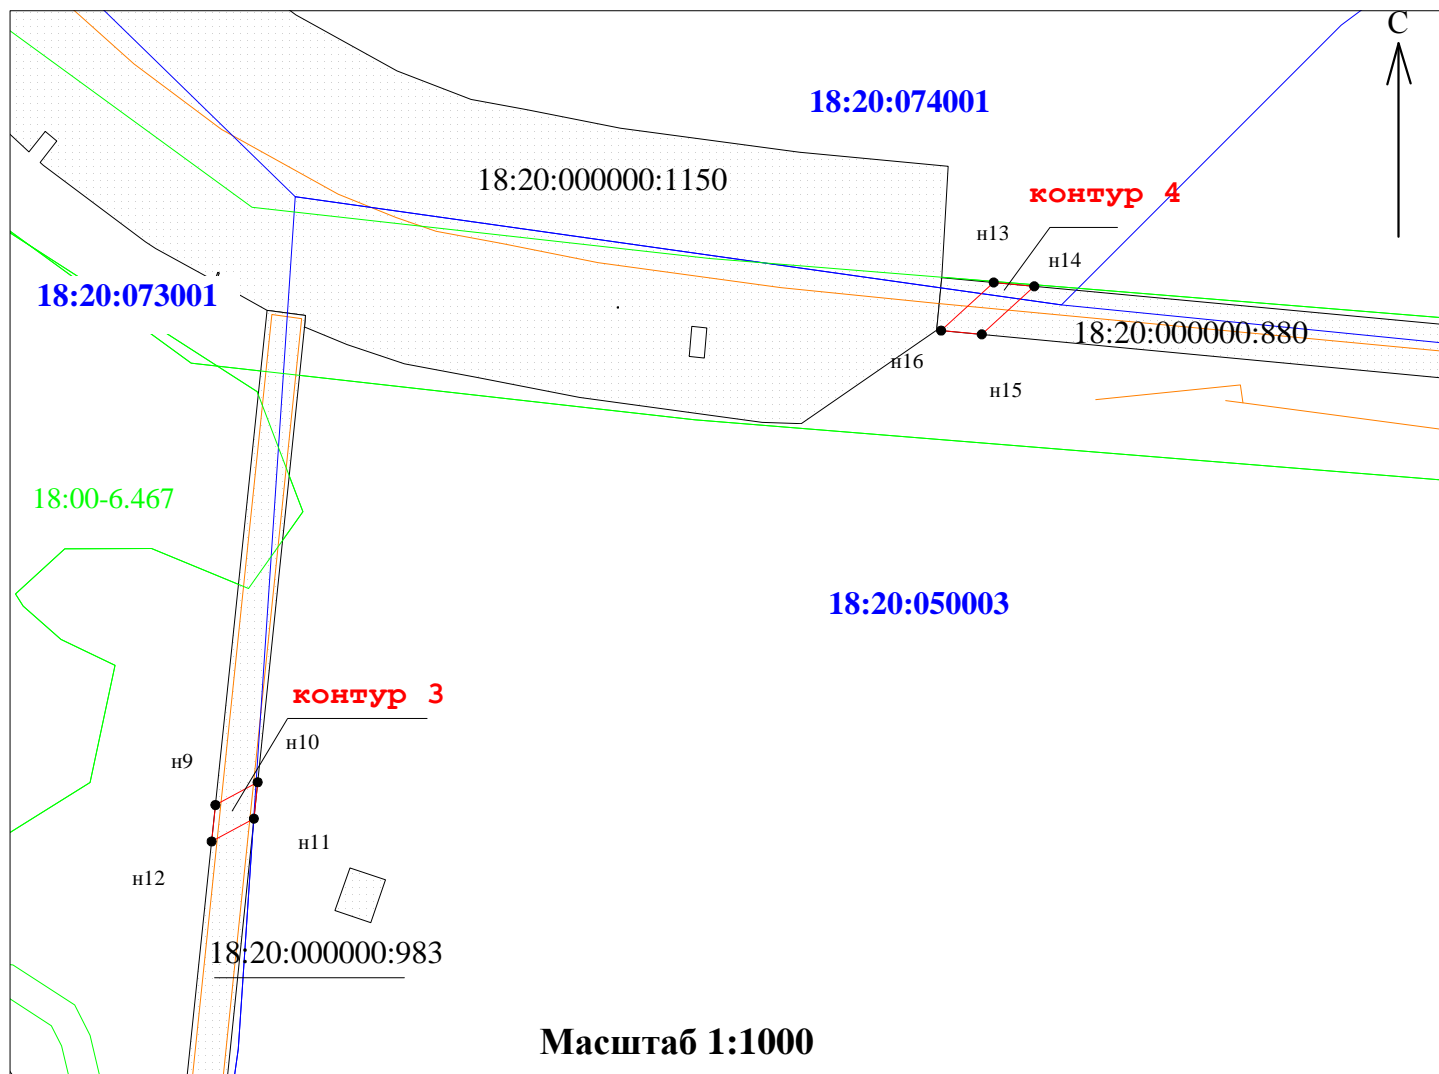 С
18:20:074001
18:20:000000:1150
контур 4
н13
н14
18:20:073001
18:20:000000:880
н16
н15
18:00-6.467
18:20:050003
контур 3
н10
н9
н11
н12
18:20:000000:983
Масштаб 1:1000